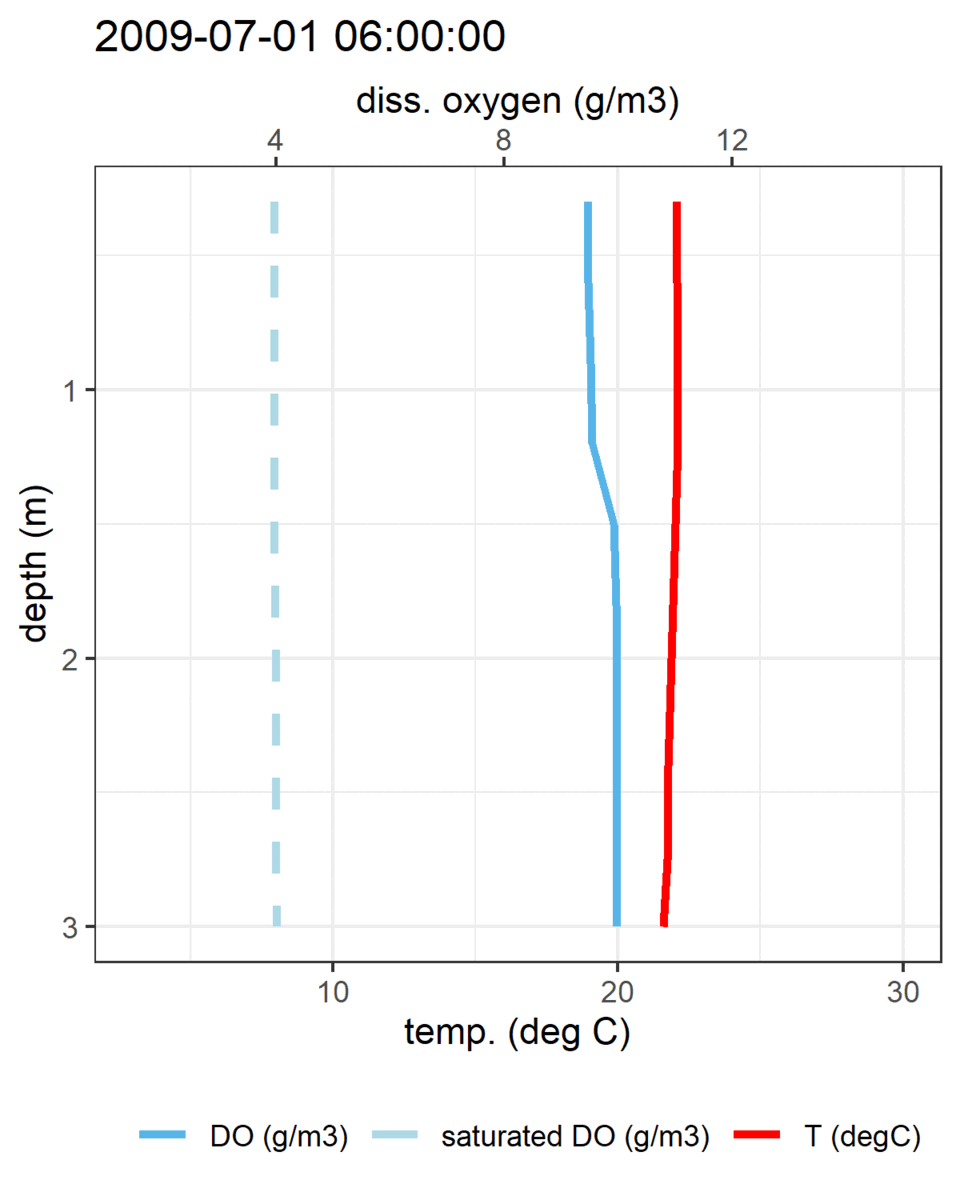 2009-07-01 06:00:00
diss. oxygen (g/m3)
4 8 12
depth (m)
1
2
3
10 20 30
temp. (deg C)
DO (g/m3) saturated DO (g/m3) T (degC)